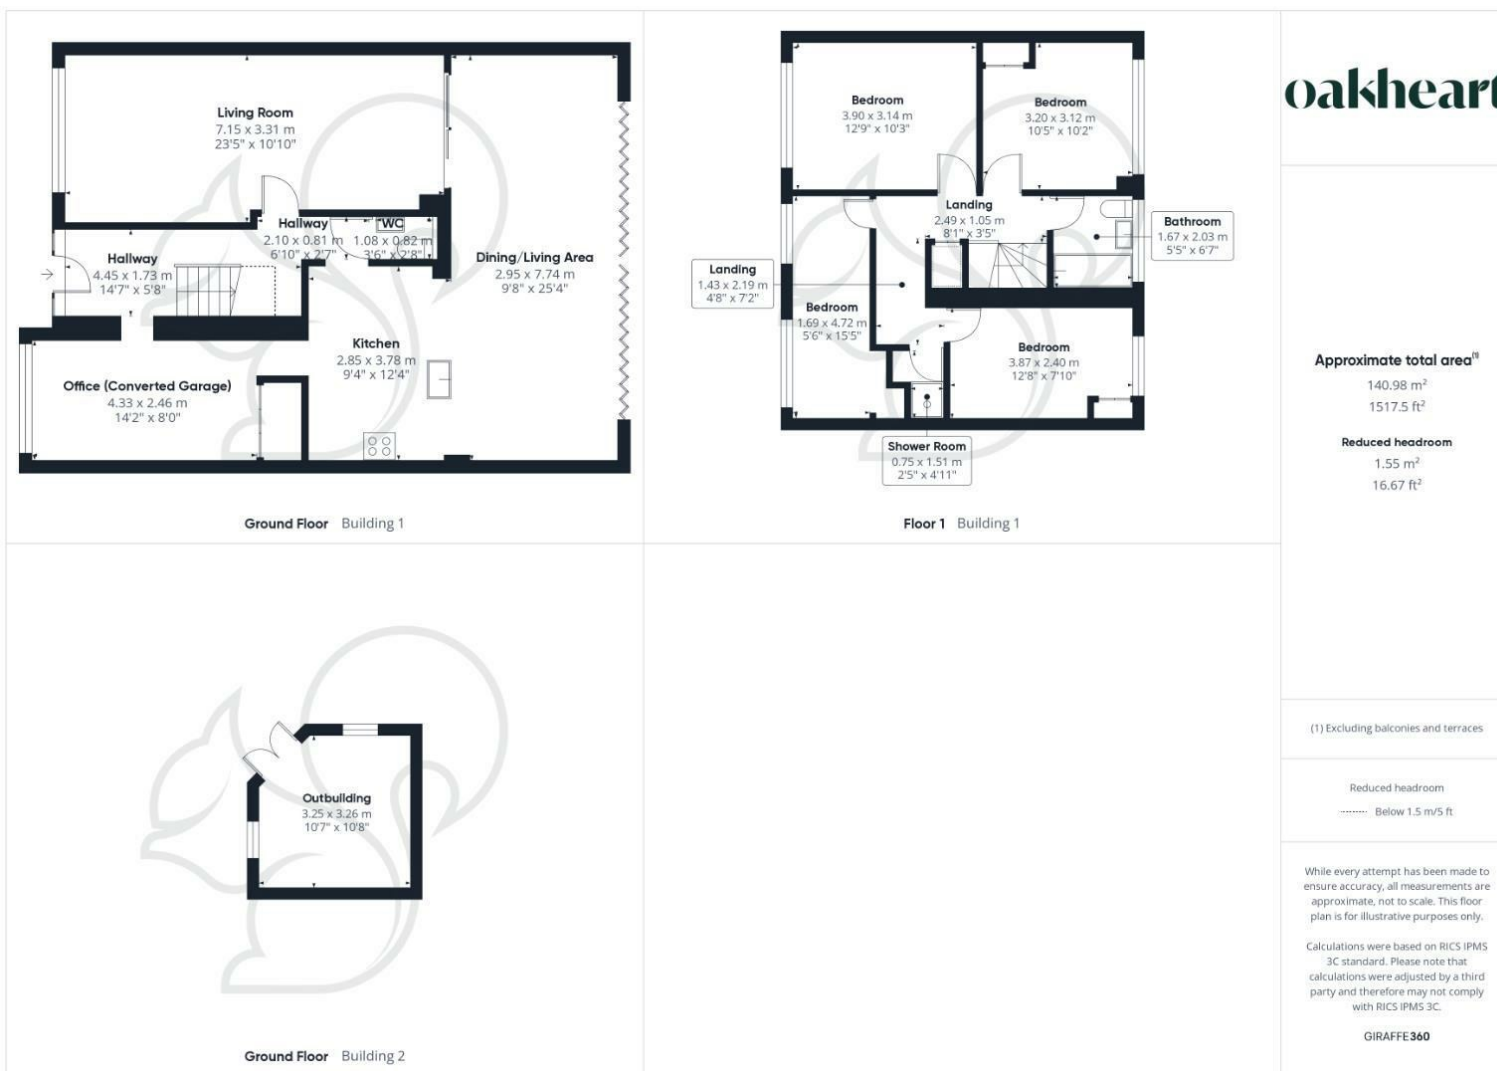 Living Room
7.15 x 3.31 m
23'5" x 10'10"
Hallway
2.10 x 0.81 m
6'10" x 2'7"
WC
1.08 x 0.82 m
3'6" x 2'8"
Hallway
4.45 x 1.73 m
14'7" x 5'8"
Dining/Living Area
2.95 x 7.74 m
9'8" x 25'4"
Kitchen
2.85 x 3.78 m
9'4" x 12'4"
Office (Converted Garage)
4.33 x 2.46 m
14'2" x 8'0"
Ground Floor Building 1
Bedroom
3.90 x 3.14 m
12'9" x 10'3"
Bedroom
3.20 x 3.12 m
10'5" x 10'2"
Landing
2.49 x 1.05 m
8'1" x 3'5"
Bathroom
1.67 x 2.03 m
5'5" x 6'7"
Landing
1.43 x 2.19 m
4'8" x 7'2"
Bedroom
1.69 x 4.72 m
5'6" x 15'5"
Bedroom
3.87 x 2.40 m
12'8" x 7'10"
Shower Room
0.75 x 1.51 m
2'5" x 4'11"
Floor 1 Building 1
Outbuilding
3.25 x 3.26 m
10'7" x 10'8"
Ground Floor Building 2
oakheart
Approximate total area(1)
140.98 m²
1517.5 ft²
Reduced headroom
1.55 m²
16.67 ft²
(1) Excluding balconies and terraces
Reduced headroom
Below 1.5 m/5 ft
While every attempt has been made to
ensure accuracy, all measurements are
approximate, not to scale. This floor
plan is for illustrative purposes only.
Calculations were based on RICS IPMS
3C standard. Please note that
calculations were adjusted by a third
party and therefore may not comply
with RICS IPMS 3C.
GIRAFFE360